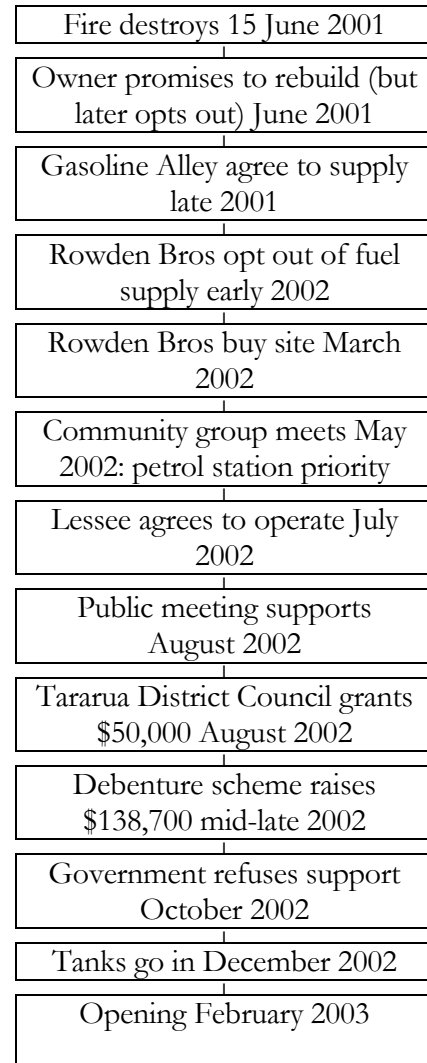 Fire destroys 15 June 2001
Owner promises to rebuild (but
later opts out) June 2001
Gasoline Alley agree to supply
late 2001
Rowden Bros opt out of fuel
supply early 2002
Rowden Bros buy site March
2002
Community group meets May
2002: petrol station priority
Lessee agrees to operate July
2002
Public meeting supports
August 2002
Tararua District Council grants
$50,000 August 2002
Debenture scheme raises
$138,700 mid-late 2002
Government refuses support
October 2002
Tanks go in December 2002
Opening February 2003